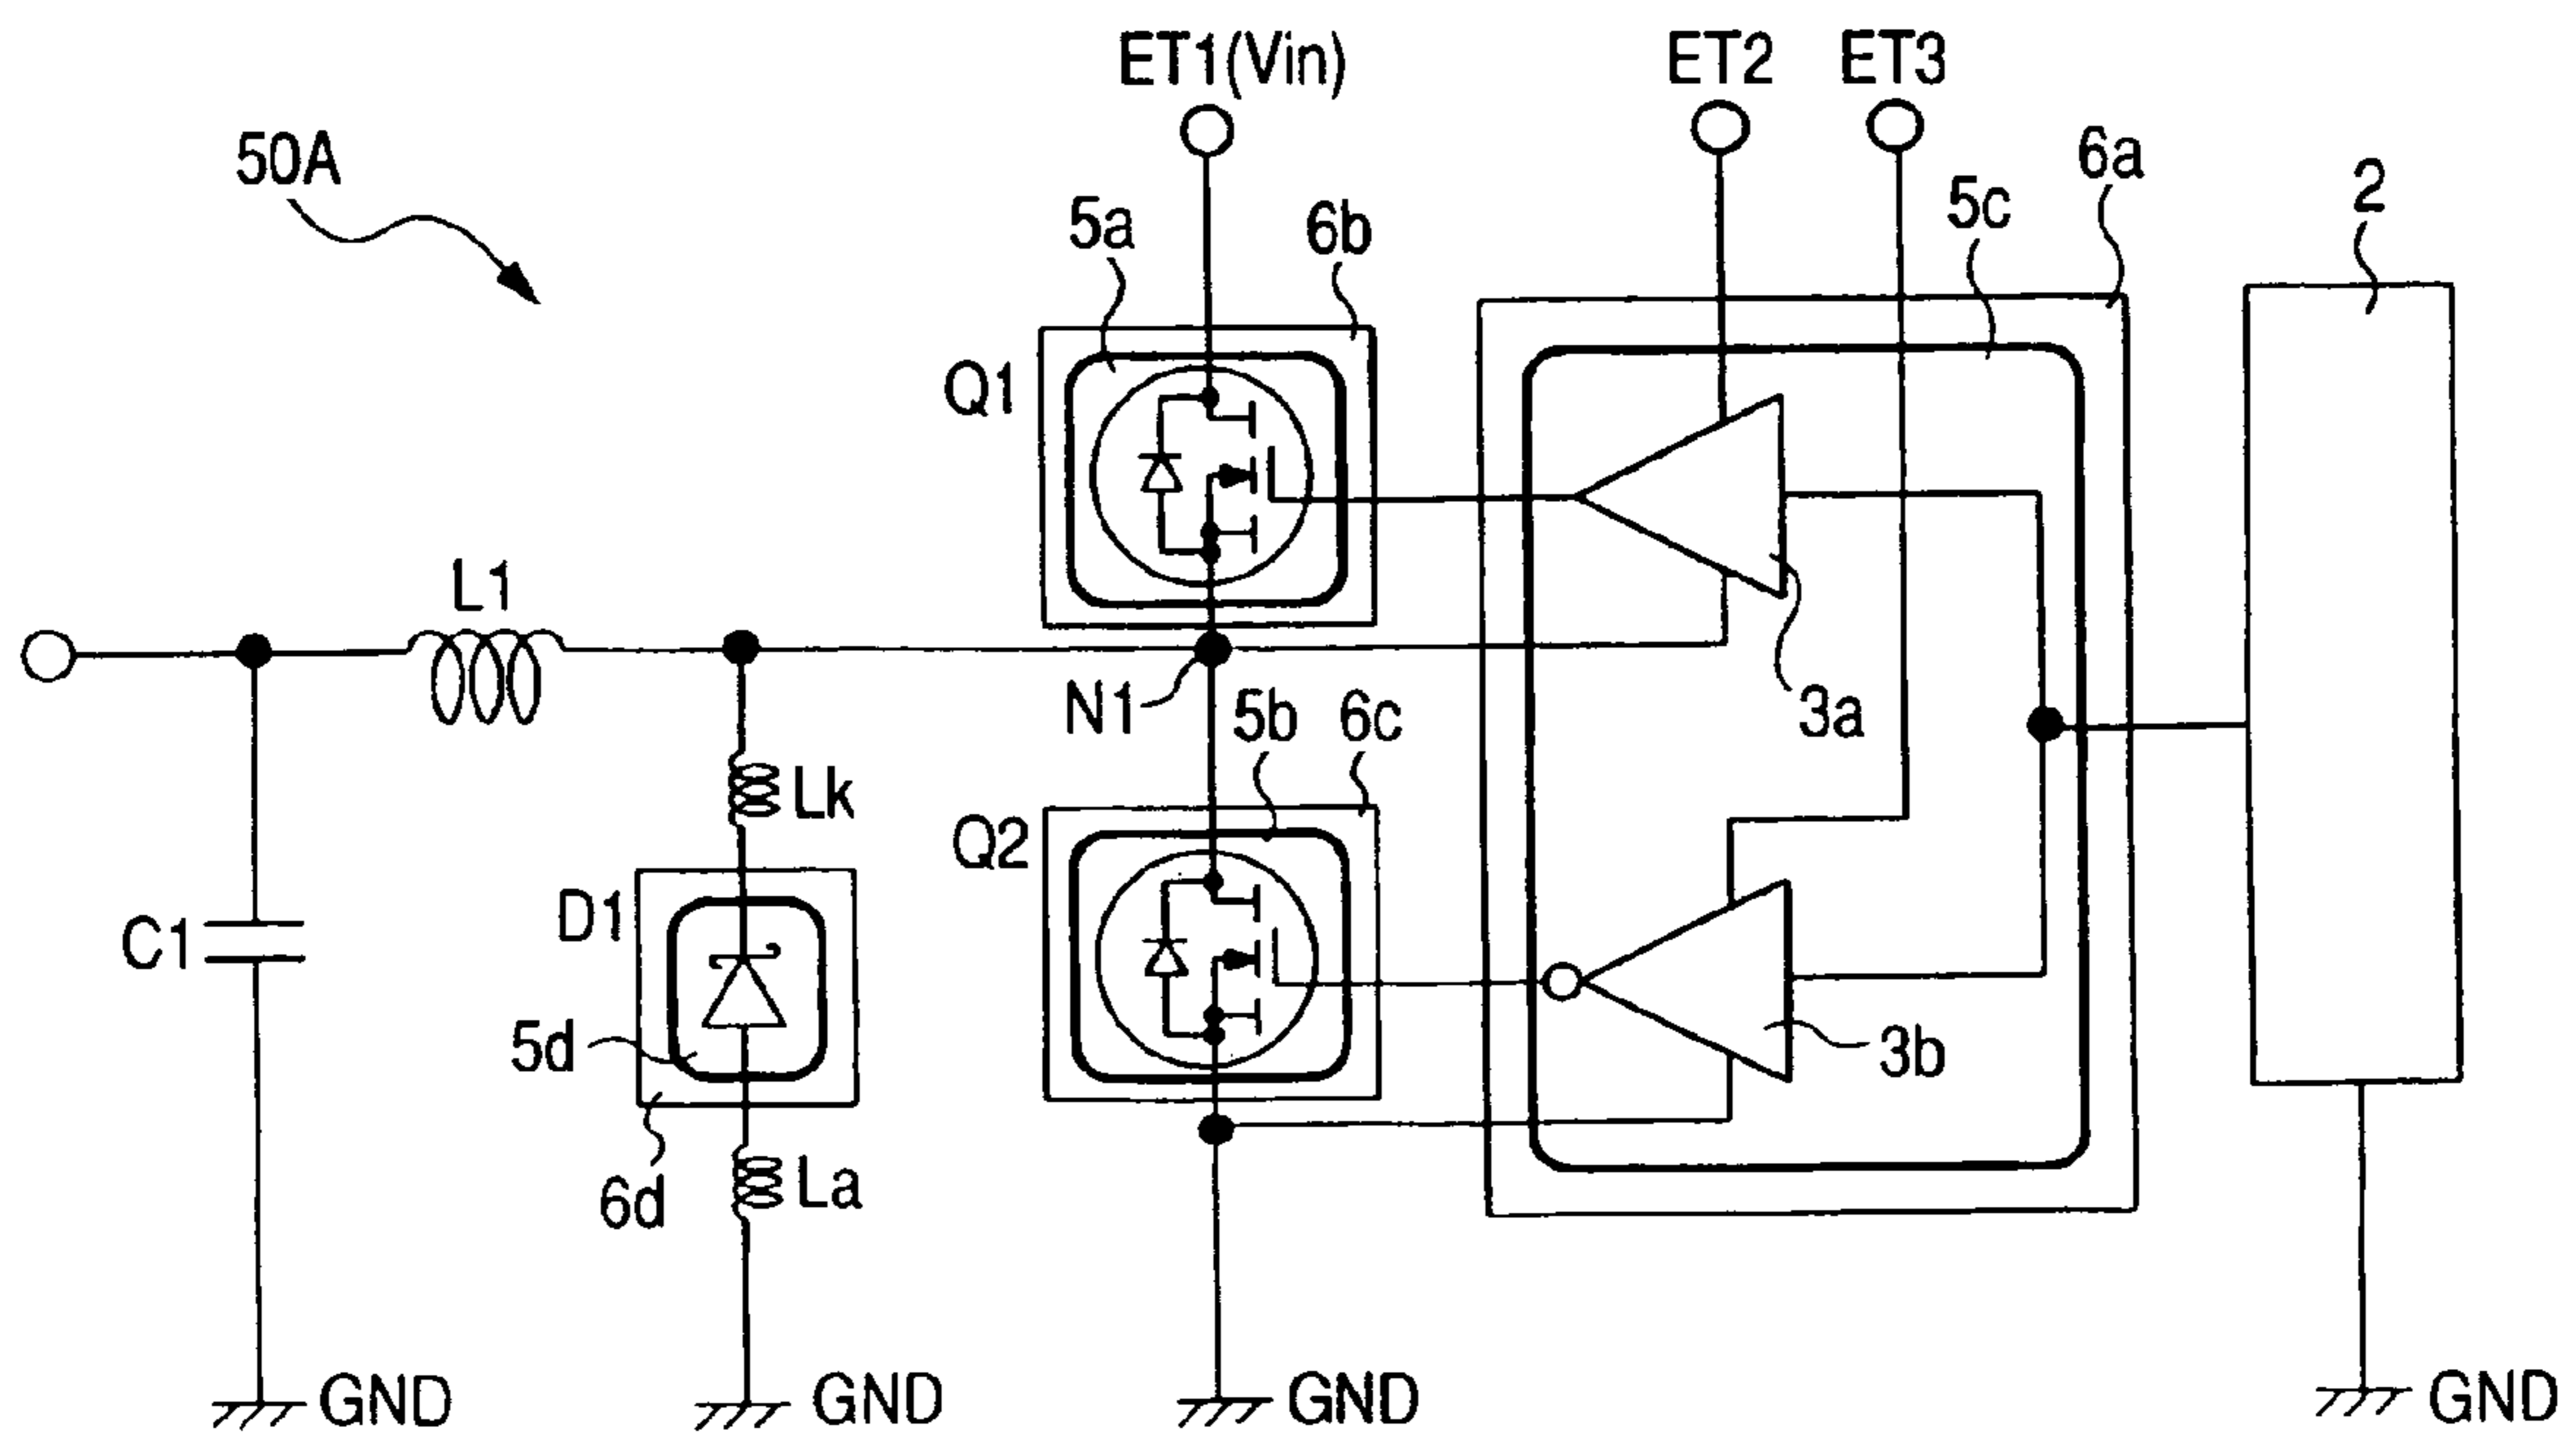 ET1(Vin)
ET2
ET3
50A
5a
6b
5c
6a
2
Q1
L1
N1
5b
6c
3a
Lk
Q2
D1
C1
5d
3b
6d
La
GND
GND
GND
GND